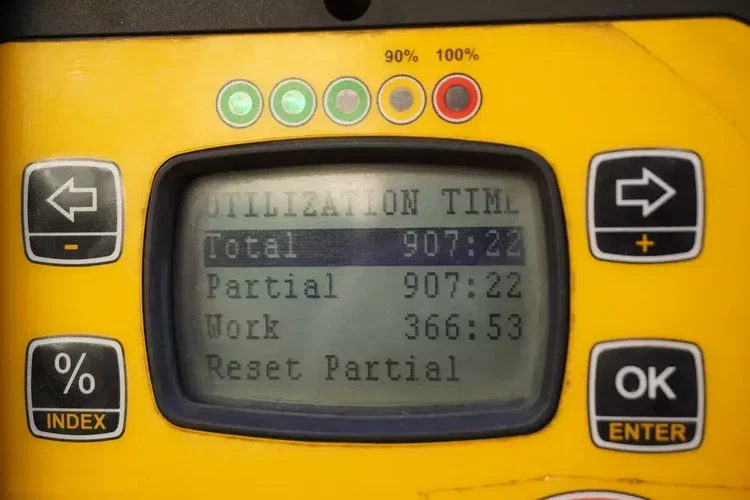 90% 100%
UTILIZATION TIME
Total 907:22
Partial 907:22
Work 366:53
Reset Partial
-
+
%
INDEX
OK
ENTER